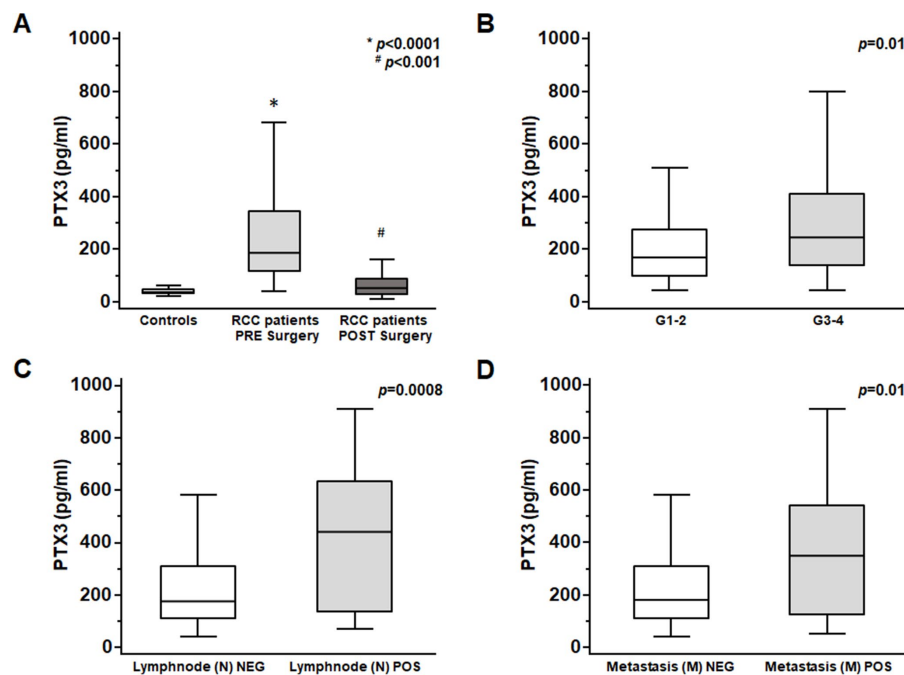 A
* p<0.0001
# p<0.001
PTX3 (pg/ml)
1000
800
600
400
200
0
*
#
Controls
RCC patients
PRE Surgery
RCC patients
POST Surgery
B
p=0.01
PTX3 (pg/ml)
1000
800
600
400
200
0
G1-2
G3-4
C
p=0.0008
PTX3 (pg/ml)
1000
800
600
400
200
0
Lymphnode (N) NEG
Lymphnode (N) POS
D
p=0.01
PTX3 (pg/ml)
1000
800
600
400
200
0
Metastasis (M) NEG
Metastasis (M) POS